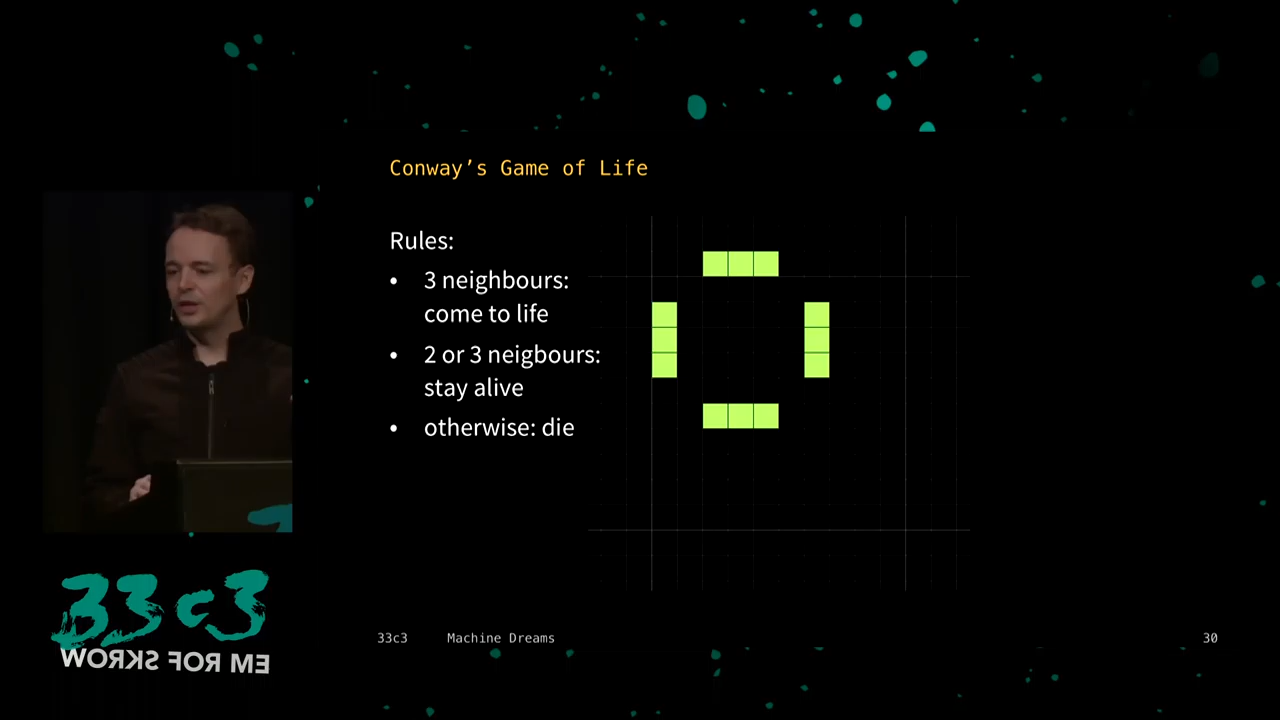 Conway’s Game of Life
Rules:
• 3 neighbours:
come to life
• 2 or 3 neigbours:
stay alive
• otherwise: die
33c3
WORKS FOR ME
33c3 Machine Dreams 30